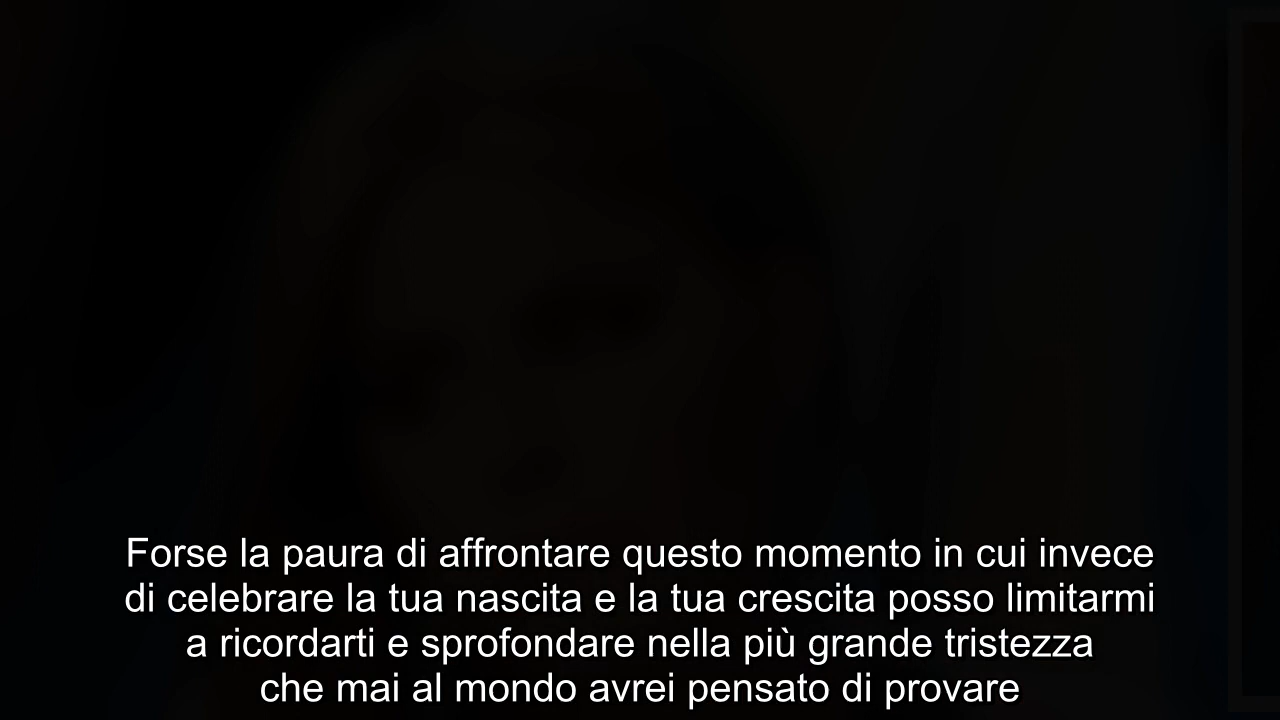 Forse la paura di affrontare questo momento in cui invece
di celebrare la tua nascita e la tua crescita posso limitarmi
a ricordarti e sprofondare nella più grande tristezza
che mai al mondo avrei pensato di provare